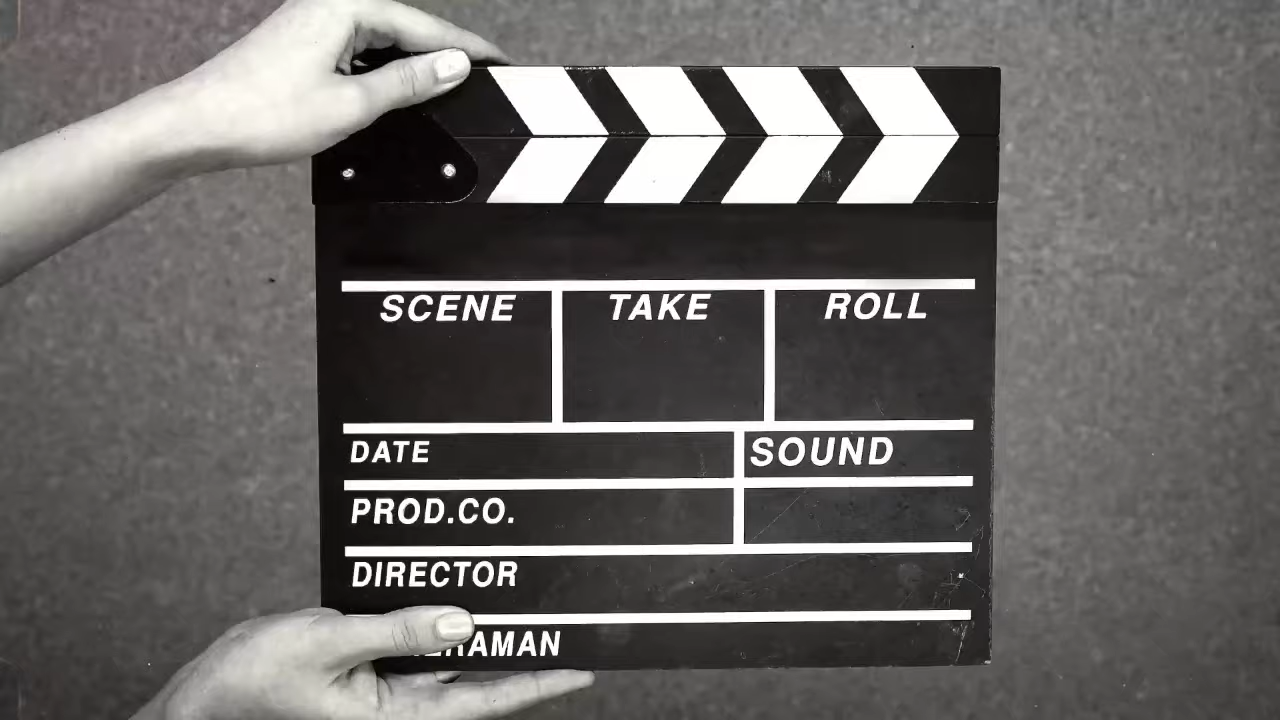 SCENE TAKE ROLL
DATE SOUND
PROD.CO.
DIRECTOR